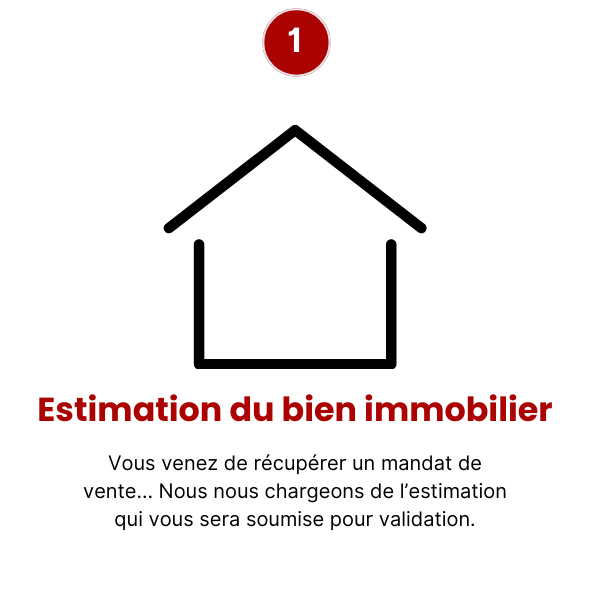 1
Estimation du bien immobilier
Vous venez de récupérer un mandat de
vente... Nous nous chargeons de l’estimation
qui vous sera soumise pour validation.